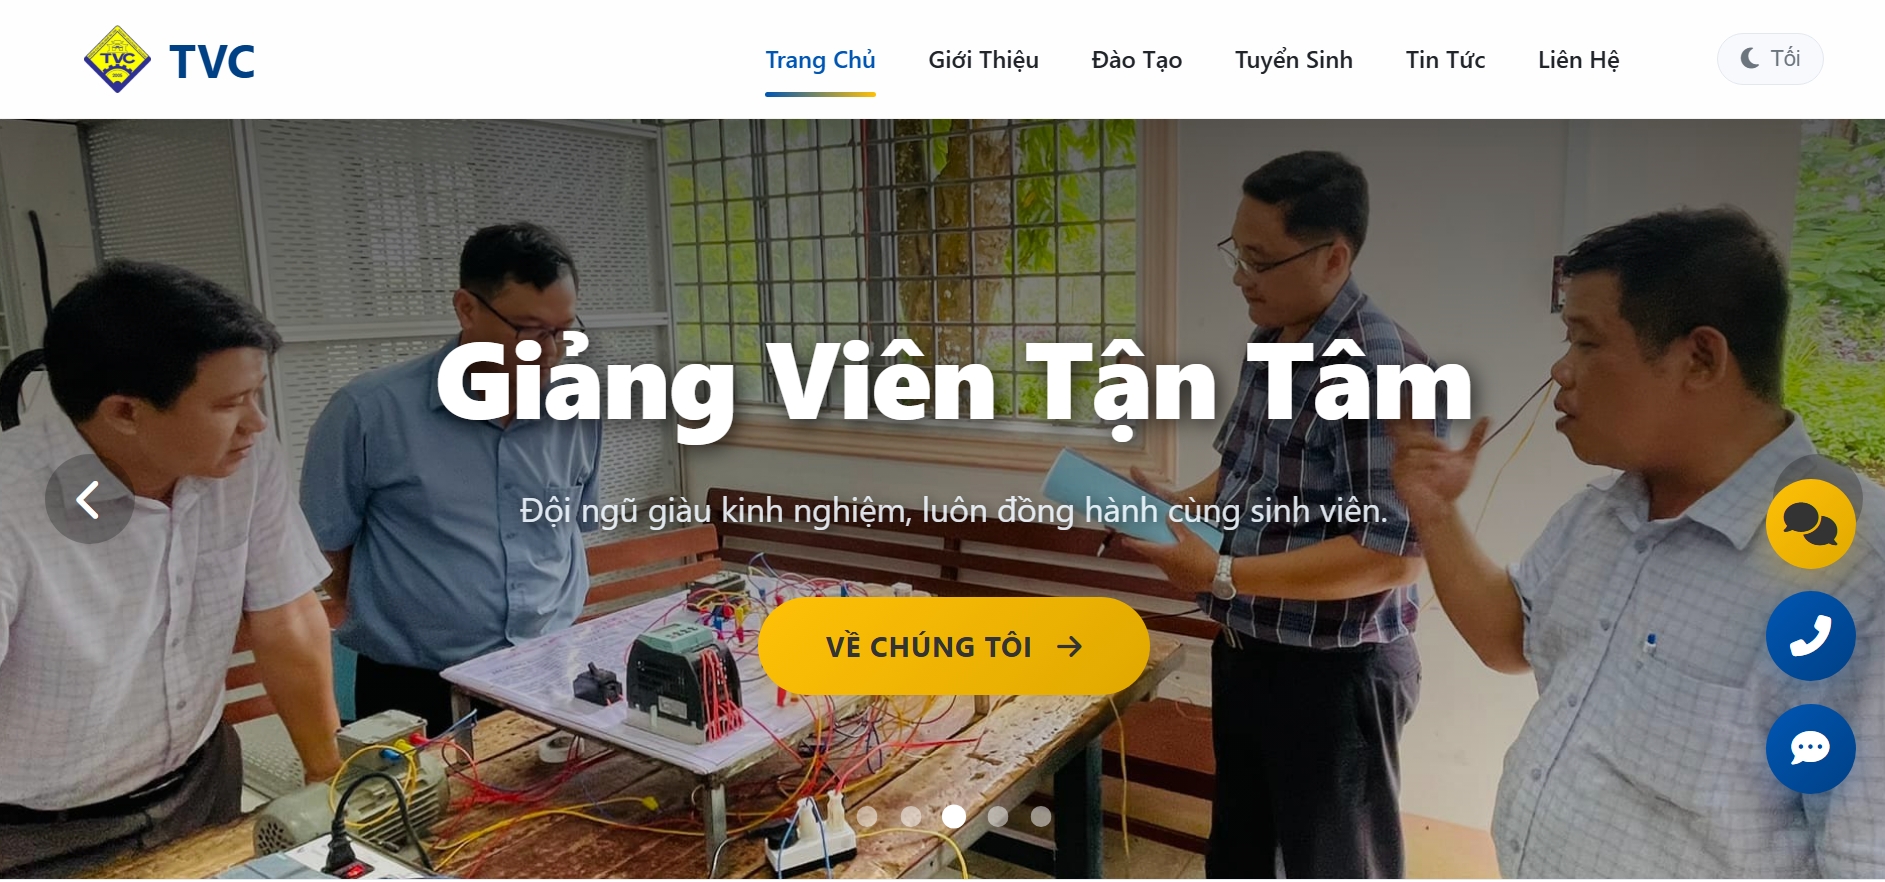 TVC
2005
TVC
Trang Chủ
Giới Thiệu
Đào Tạo
Tuyển Sinh
Tin Tức
Liên Hệ
Tối
Giảng Viên Tận Tâm
Đội ngũ giàu kinh nghiệm, luôn đồng hành cùng sinh viên.
VỀ CHÚNG TÔI